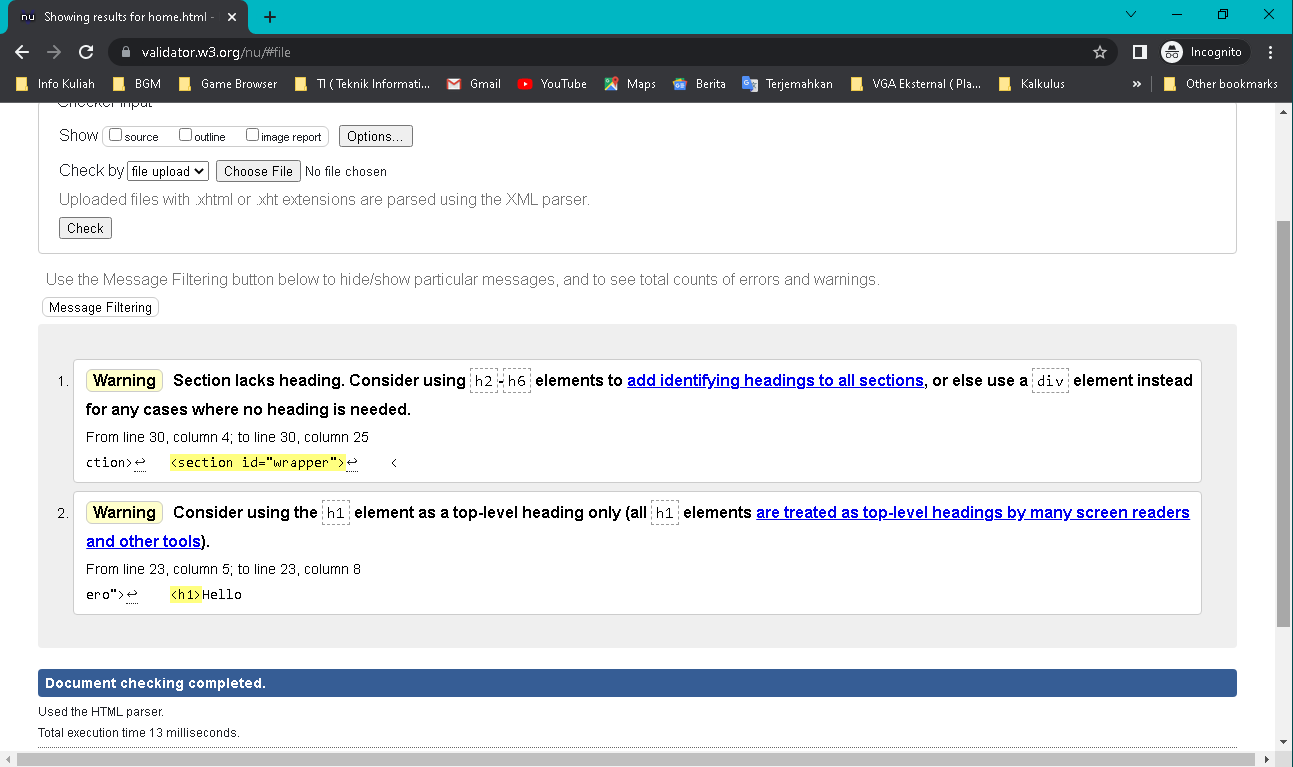 nu Showing results for home.html -
validator.w3.org/nu/#file
Incognito
Info Kuliah BGM Game Browser TI ( Teknik Informati... Gmail YouTube Maps Berita Terjemahkan VGA Eksternal ( Pla... Kalkulus » Other bookmarks
Checker Input
Show source outline image report Options...
Check by file upload Choose File No file chosen
Uploaded files with .xhtml or .xht extensions are parsed using the XML parser.
Check
Use the Message Filtering button below to hide/show particular messages, and to see total counts of errors and warnings.
Message Filtering
1. Warning Section lacks heading. Consider using h2-h6 elements to add identifying headings to all sections, or else use a div element instead
for any cases where no heading is needed.
From line 30, column 4; to line 30, column 25
ction>↩ <section id="wrapper">↩ <
2. Warning Consider using the h1 element as a top-level heading only (all h1 elements are treated as top-level headings by many screen readers
and other tools).
From line 23, column 5; to line 23, column 8
ero">↩ <h1>Hello
Document checking completed.
Used the HTML parser.
Total execution time 13 milliseconds.